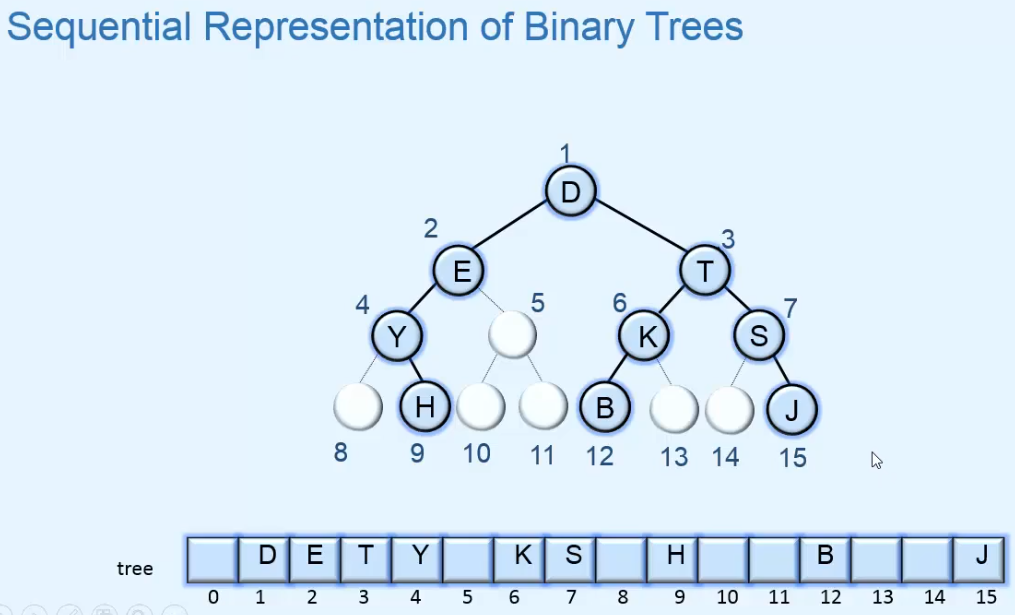 Sequential Representation of Binary Trees
1
D
2 3
E T
4 5 6 7
Y K S
H B J
8 9 10 11 12 13 14 15
tree D E T Y K S H B J
0 1 2 3 4 5 6 7 8 9 10 11 12 13 14 15